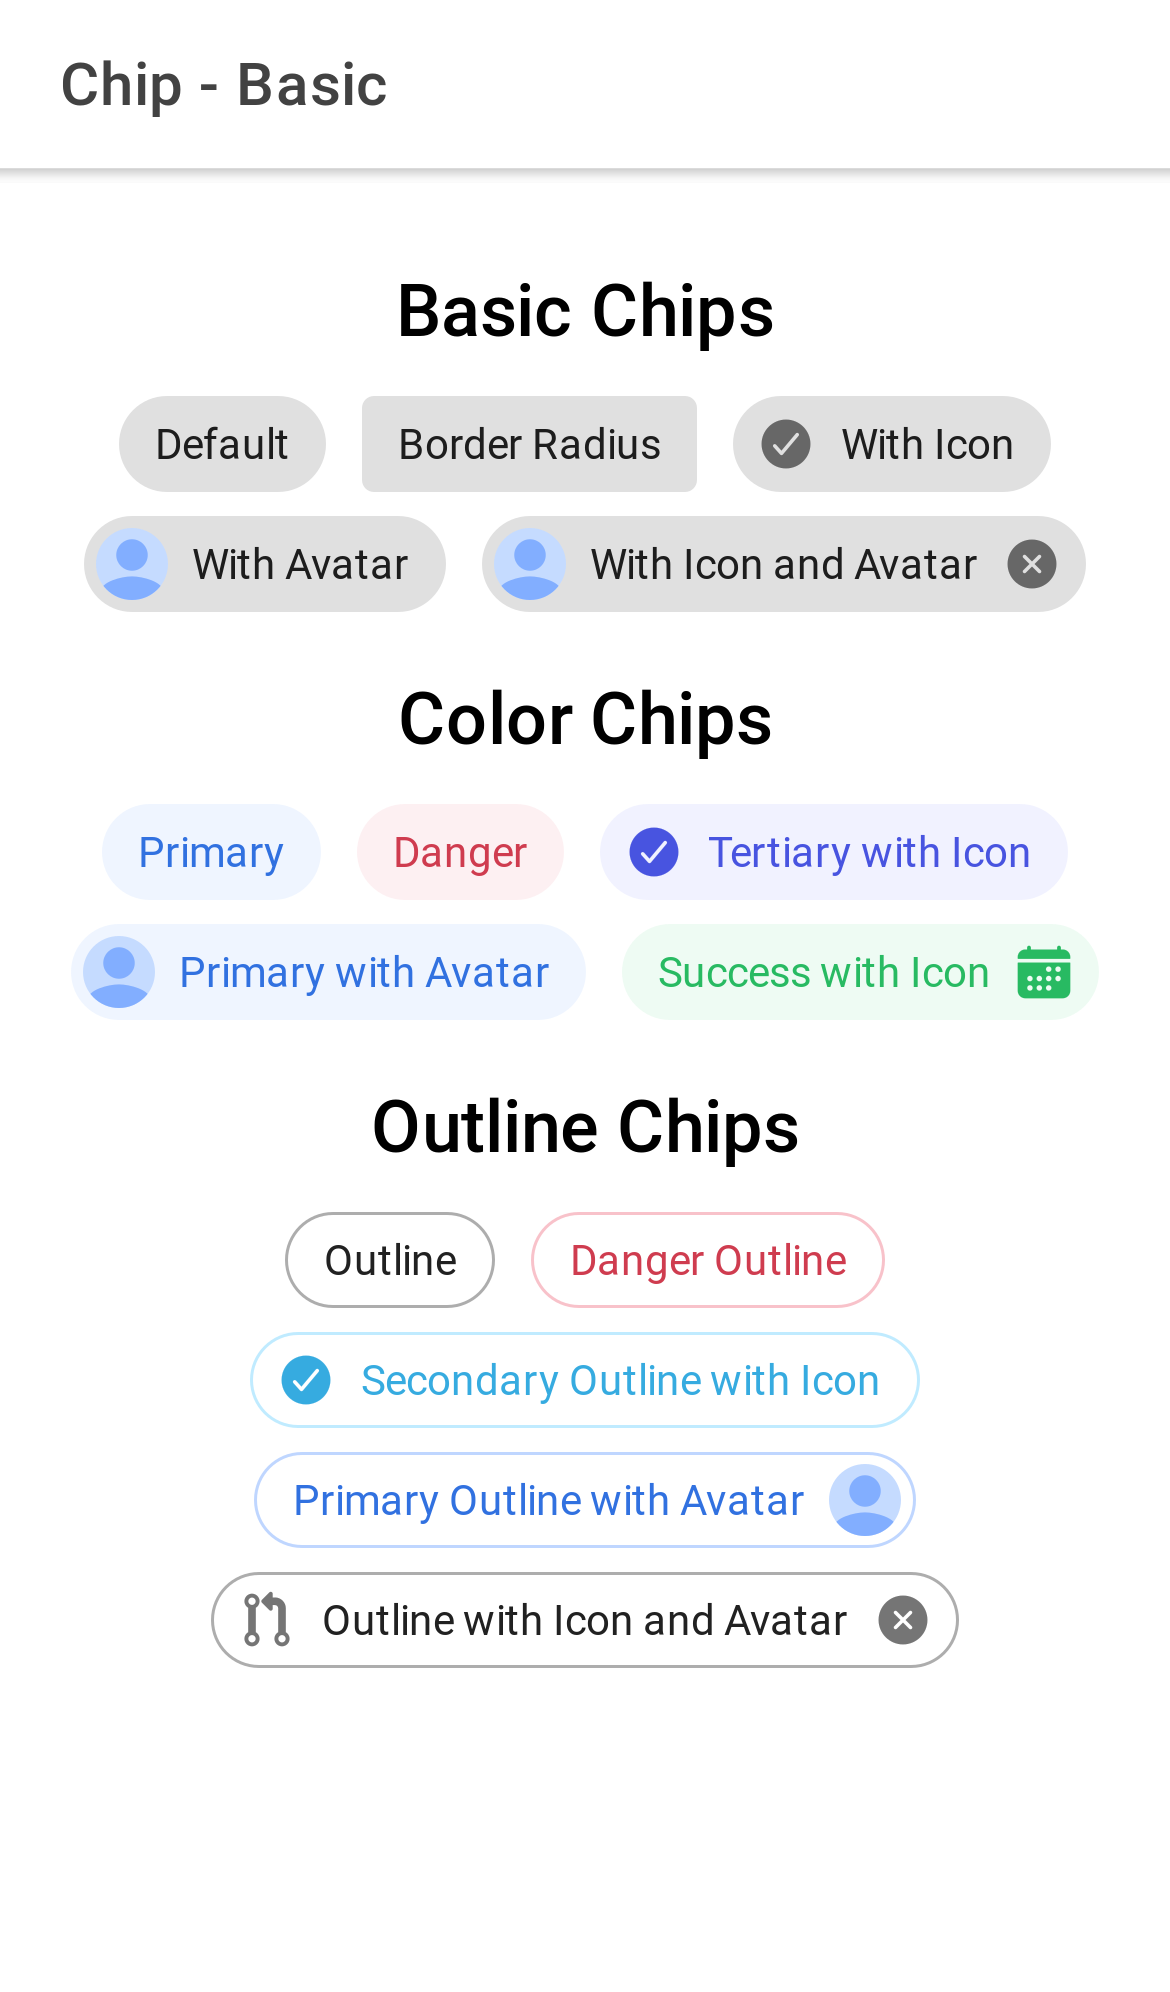 Chip - Basic
Basic Chips
Default Border Radius With Icon
With Avatar With Icon and Avatar
Color Chips
Primary Danger Tertiary with Icon
Primary with Avatar Success with Icon
Outline Chips
Outline Danger Outline
Secondary Outline with Icon
Primary Outline with Avatar
Outline with Icon and Avatar